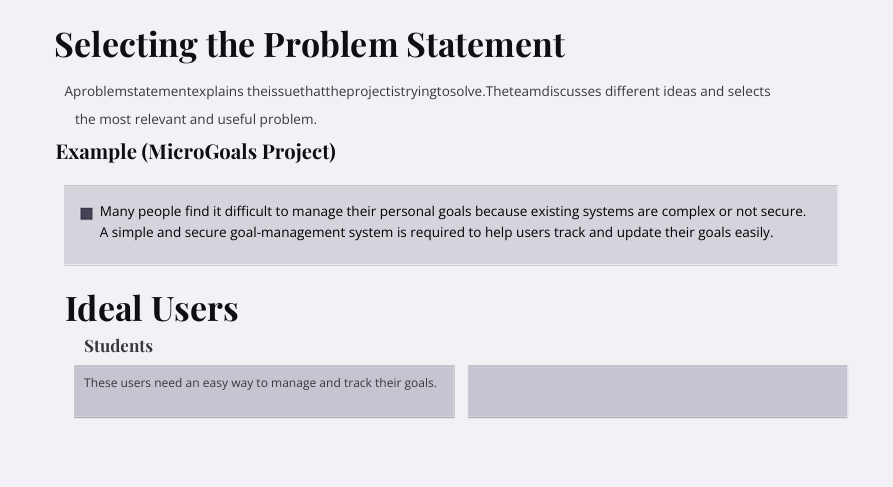 Selecting the Problem Statement
Aproblemstatementexplains theissuethattheprojectistryingtosolve.Theteamdiscusses different ideas and selects
the most relevant and useful problem.
Example (MicroGoals Project)
Many people find it difficult to manage their personal goals because existing systems are complex or not secure.
A simple and secure goal-management system is required to help users track and update their goals easily.
Ideal Users
Students
These users need an easy way to manage and track their goals.